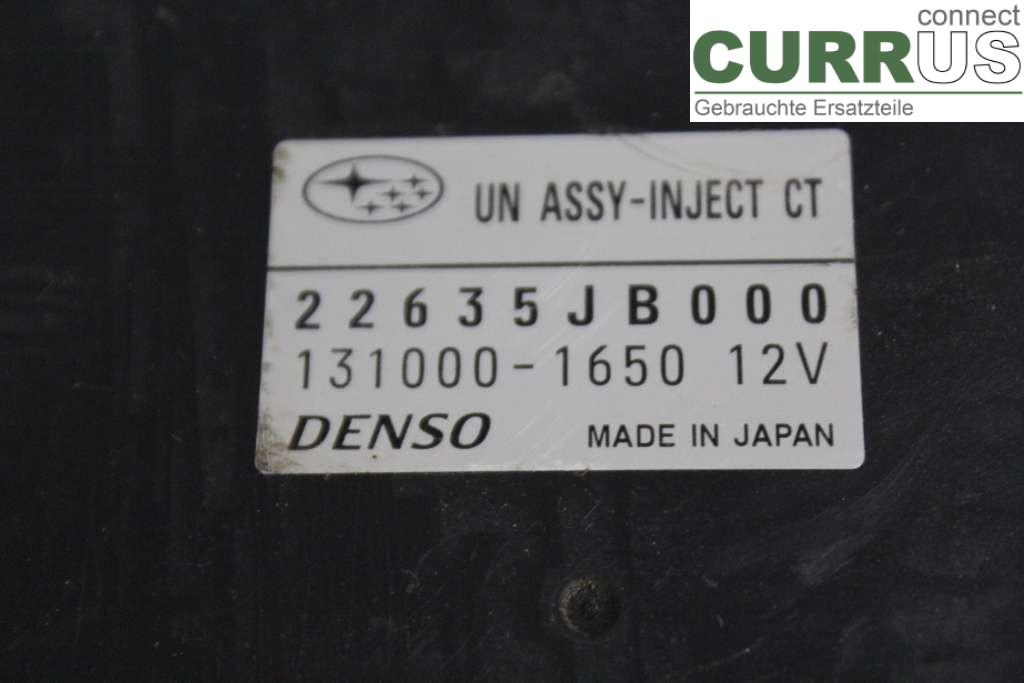 connect
CURRUS
Gebrauchte Ersatzteile
UN ASSY-INJECT CT
22635JB000
131000-1650 12V
DENSO MADE IN JAPAN